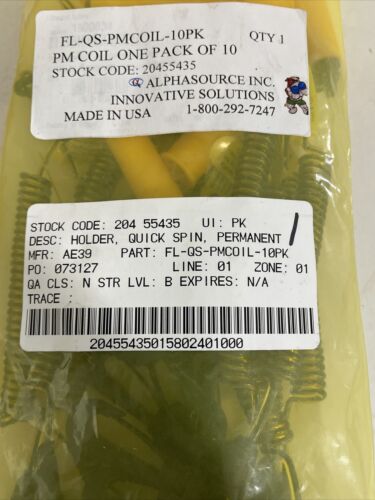 FL-QS-PMCOIL-10PK QTY 1
PM COIL ONE PACK OF 10
STOCK CODE: 20455435
ALPHASOURCE INC.
INNOVATIVE SOLUTIONS
MADE IN USA 1-800-292-7247
STOCK CODE: 204 55435 UI: PK
DESC: HOLDER, QUICK SPIN, PERMANENT
MFR: AE39 PART: FL-QS-PMCOIL-10PK
PO: 073127 LINE: 01 ZONE: 01
QA CLS: N STR LVL: B EXPIRES: N/A
TRACE :
20455435015802401000